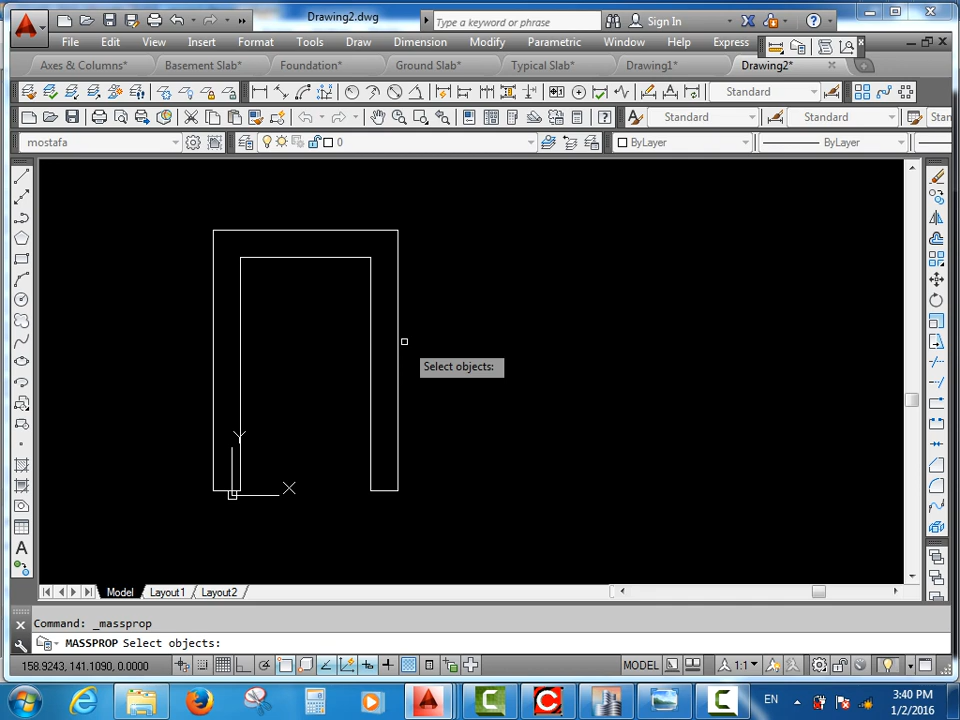 Drawing2.dwg
Type a keyword or phrase
Sign In
File Edit View Insert Format Tools Draw Dimension Modify Parametric Window Help Express
Axes & Columns* Basement Slab* Foundation* Ground Slab* Typical Slab* Drawing1* Drawing2*
Standard
Standard Standard Stan
mostafa 0 ByLayer ByLayer
Select objects:
Y
X
Model Layout1 Layout2
Command: _massprop
MASSPROP Select objects:
158.9243, 141.1090, 0.0000 MODEL 1:1
EN 3:40 PM
1/2/2016